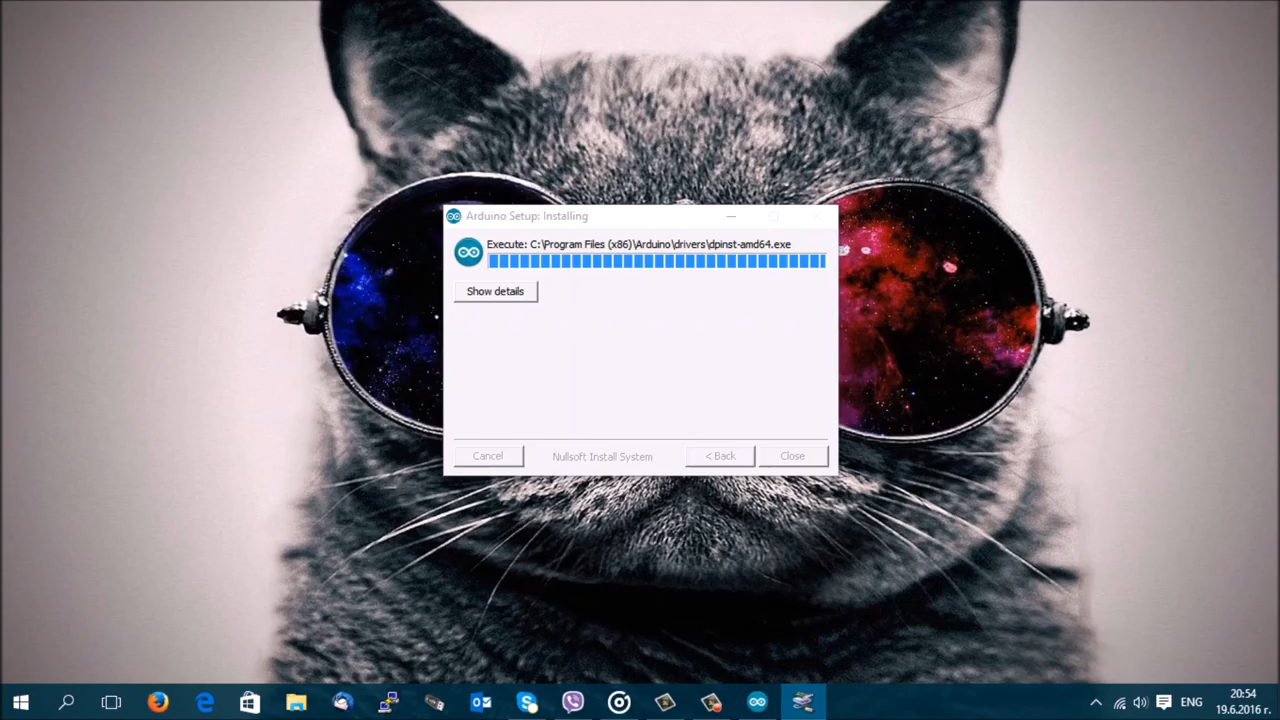 Arduino Setup: Installing
Execute: C:\Program Files (x86)\Arduino\drivers\dpinst-amd64.exe
Show details
Cancel
Nullsoft Install System
< Back
Close
ENG
20:54
19.6.2016 г.